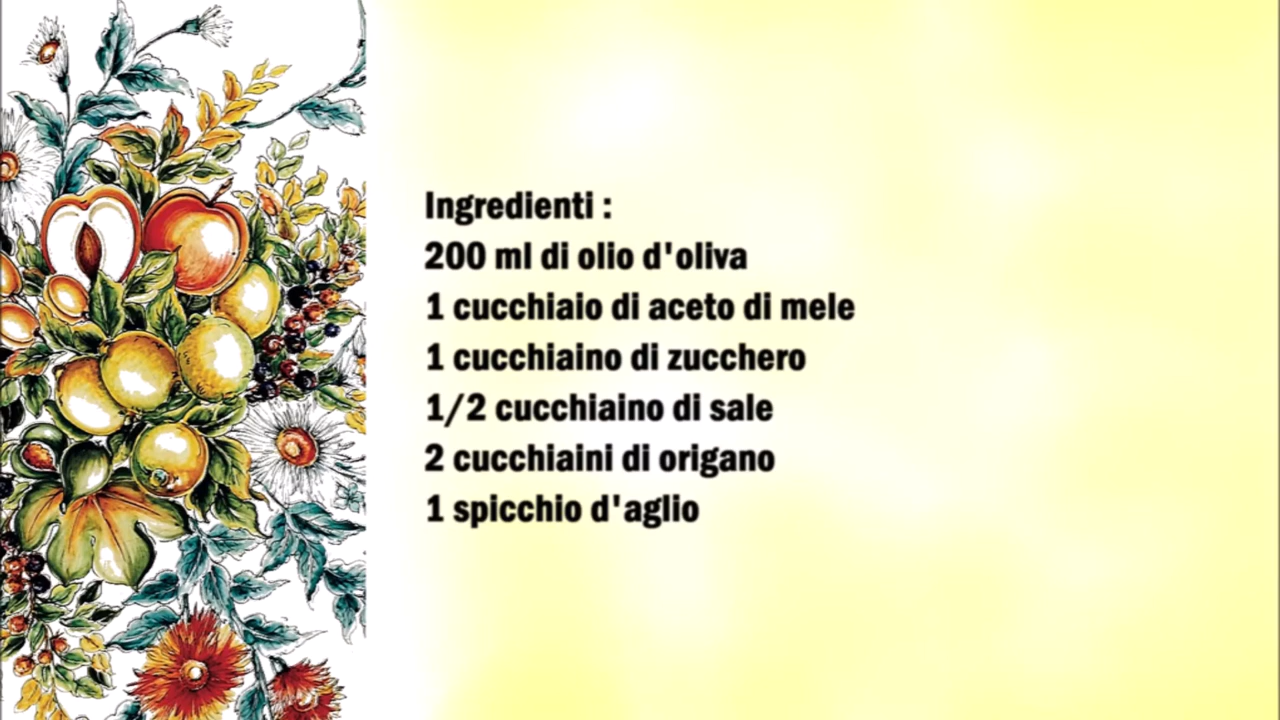 Ingredienti :
200 ml di olio d'oliva
1 cucchiaio di aceto di mele
1 cucchiaino di zucchero
1/2 cucchiaino di sale
2 cucchiaini di origano
1 spicchio d'aglio